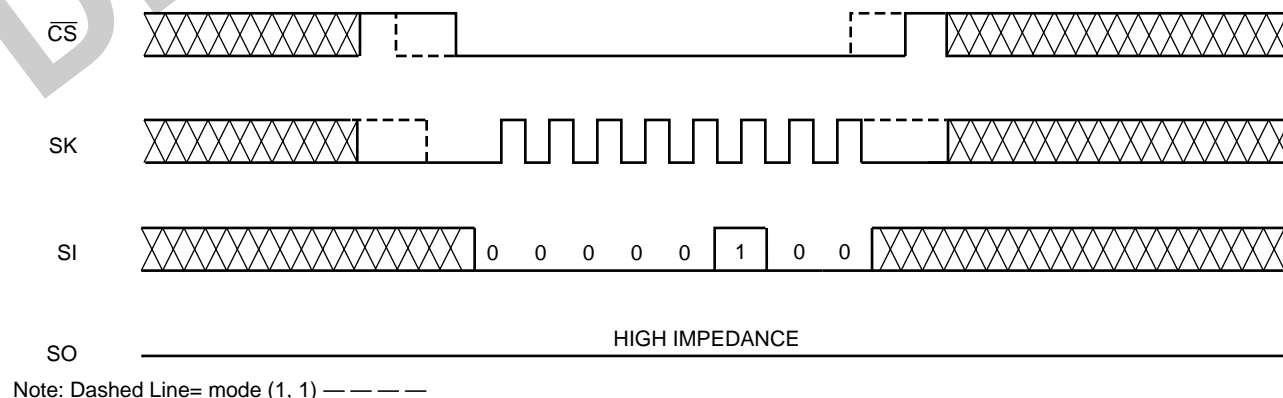 CS
SK
SI
0 0 0 0 0 1 0 0
HIGH IMPEDANCE
SO
Note: Dashed Line= mode (1, 1) — — — —